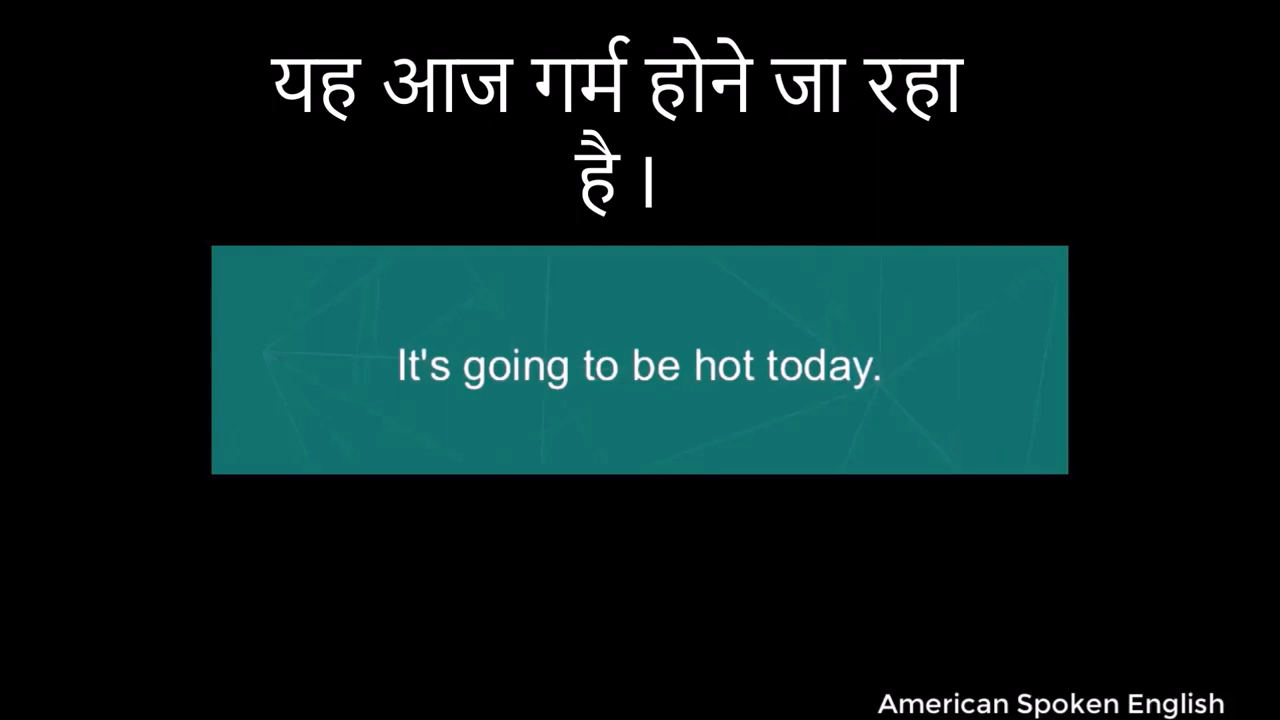 यह आज गर्म होने जा रहा
है ।
It's going to be hot today.
American Spoken English